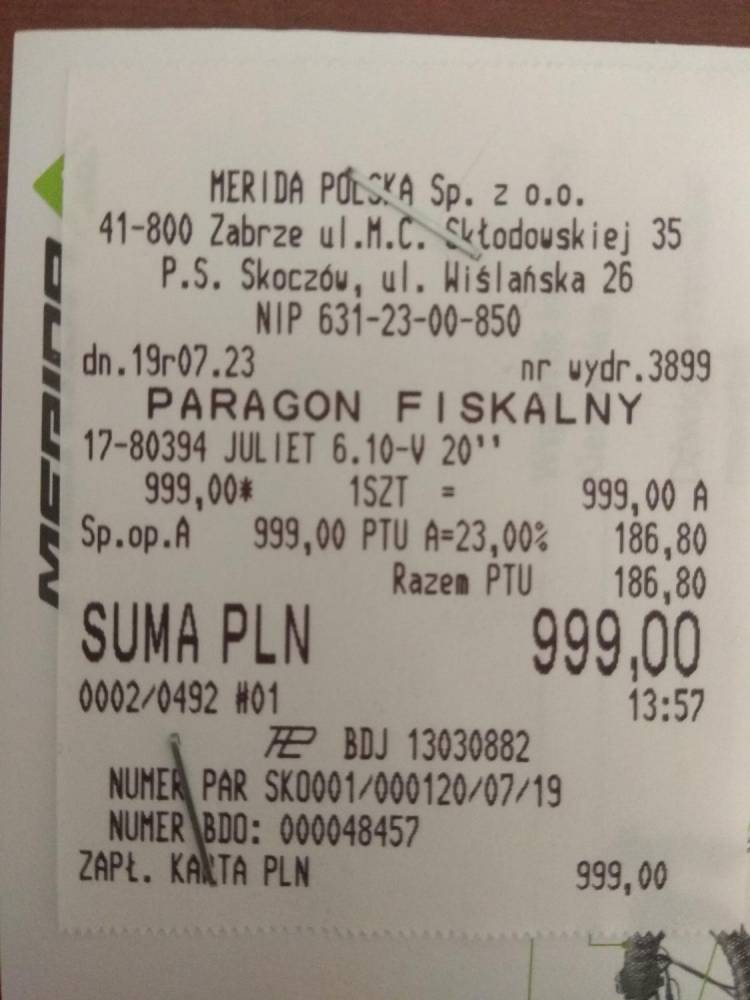 MERIDA POLSKA Sp. z o.o.
41-800 Zabrze ul.M.C. Skłodowskiej 35
P.S. Skoczów, ul. Wiślańska 26
NIP 631-23-00-850
dn.19r07.23 nr wydr.3899
PARAGON FISKALNY
17-80394 JULIET 6.10-V 20''
999,00* 1SZT = 999,00 A
Sp.op.A 999,00 PTU A=23,00% 186,80
Razem PTU 186,80
SUMA PLN 999,00
0002/0492 #01 13:57
BDJ 13030882
NUMER PAR SK0001/000120/07/19
NUMER BDO: 000048457
ZAPŁ. KARTA PLN 999,00
MERIDA